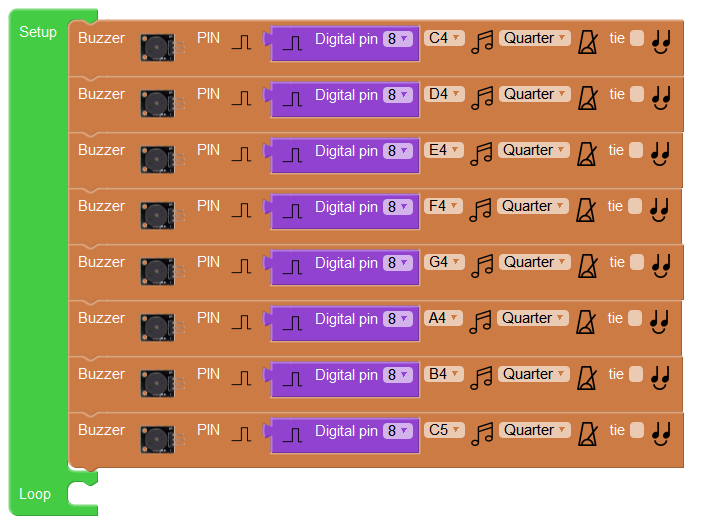 Setup Buzzer PIN Digital pin 8 C4 Quarter tie
Buzzer PIN Digital pin 8 D4 Quarter tie
Buzzer PIN Digital pin 8 E4 Quarter tie
Buzzer PIN Digital pin 8 F4 Quarter tie
Buzzer PIN Digital pin 8 G4 Quarter tie
Buzzer PIN Digital pin 8 A4 Quarter tie
Buzzer PIN Digital pin 8 B4 Quarter tie
Buzzer PIN Digital pin 8 C5 Quarter tie
Loop